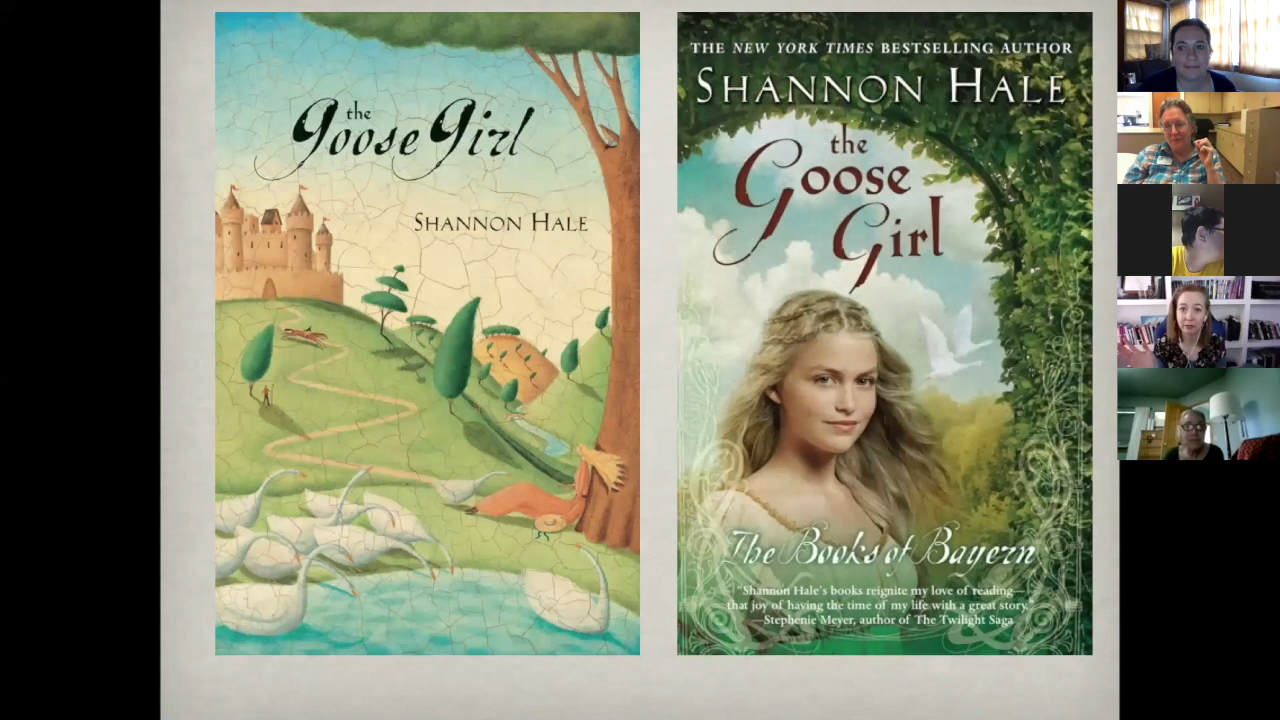 the
Goose Girl
SHANNON HALE
THE NEW YORK TIMES BESTSELLING AUTHOR
SHANNON HALE
the
Goose
Girl
The Books of Bayern
"Shannon Hale's books reignite my love of reading—
that joy of having the time of my life with a great story."
—Stephenie Meyer, author of The Twilight Saga